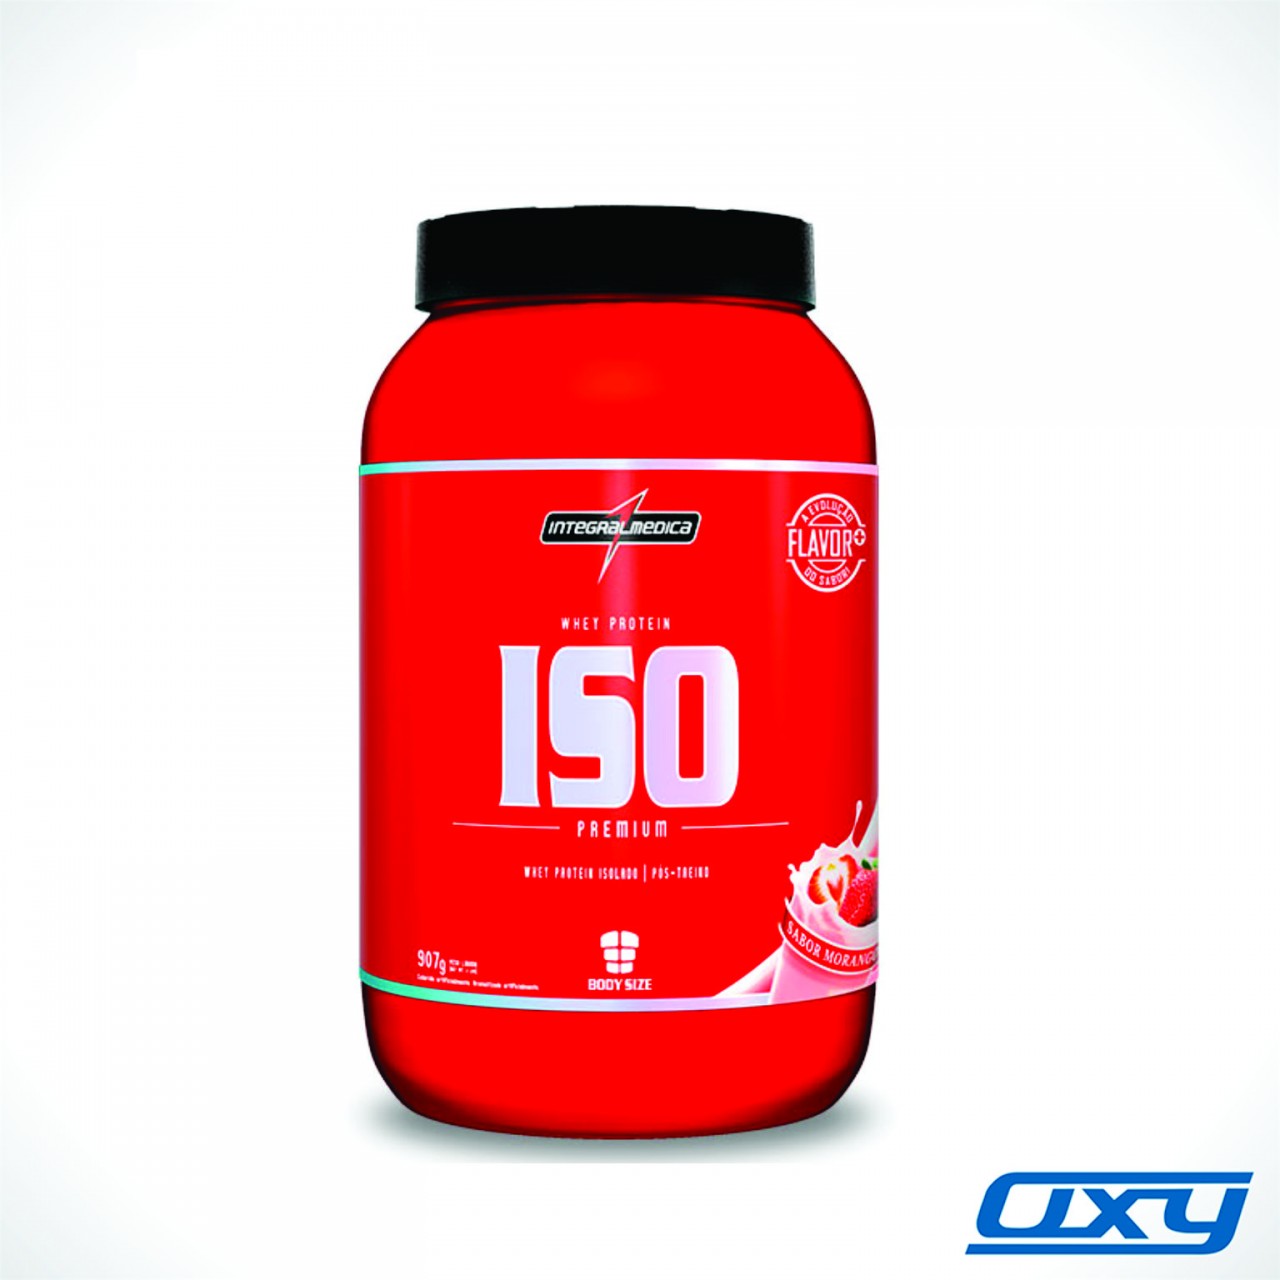 INTEGRALMEDICA
A EVOLUÇÃO
FLAVOR+
DO SABOR!
WHEY PROTEIN
ISO
PREMIUM
WHEY PROTEIN ISOLADO | PÓS-TREINO
SABOR MORANGO
907g
BODY SIZE
OXY